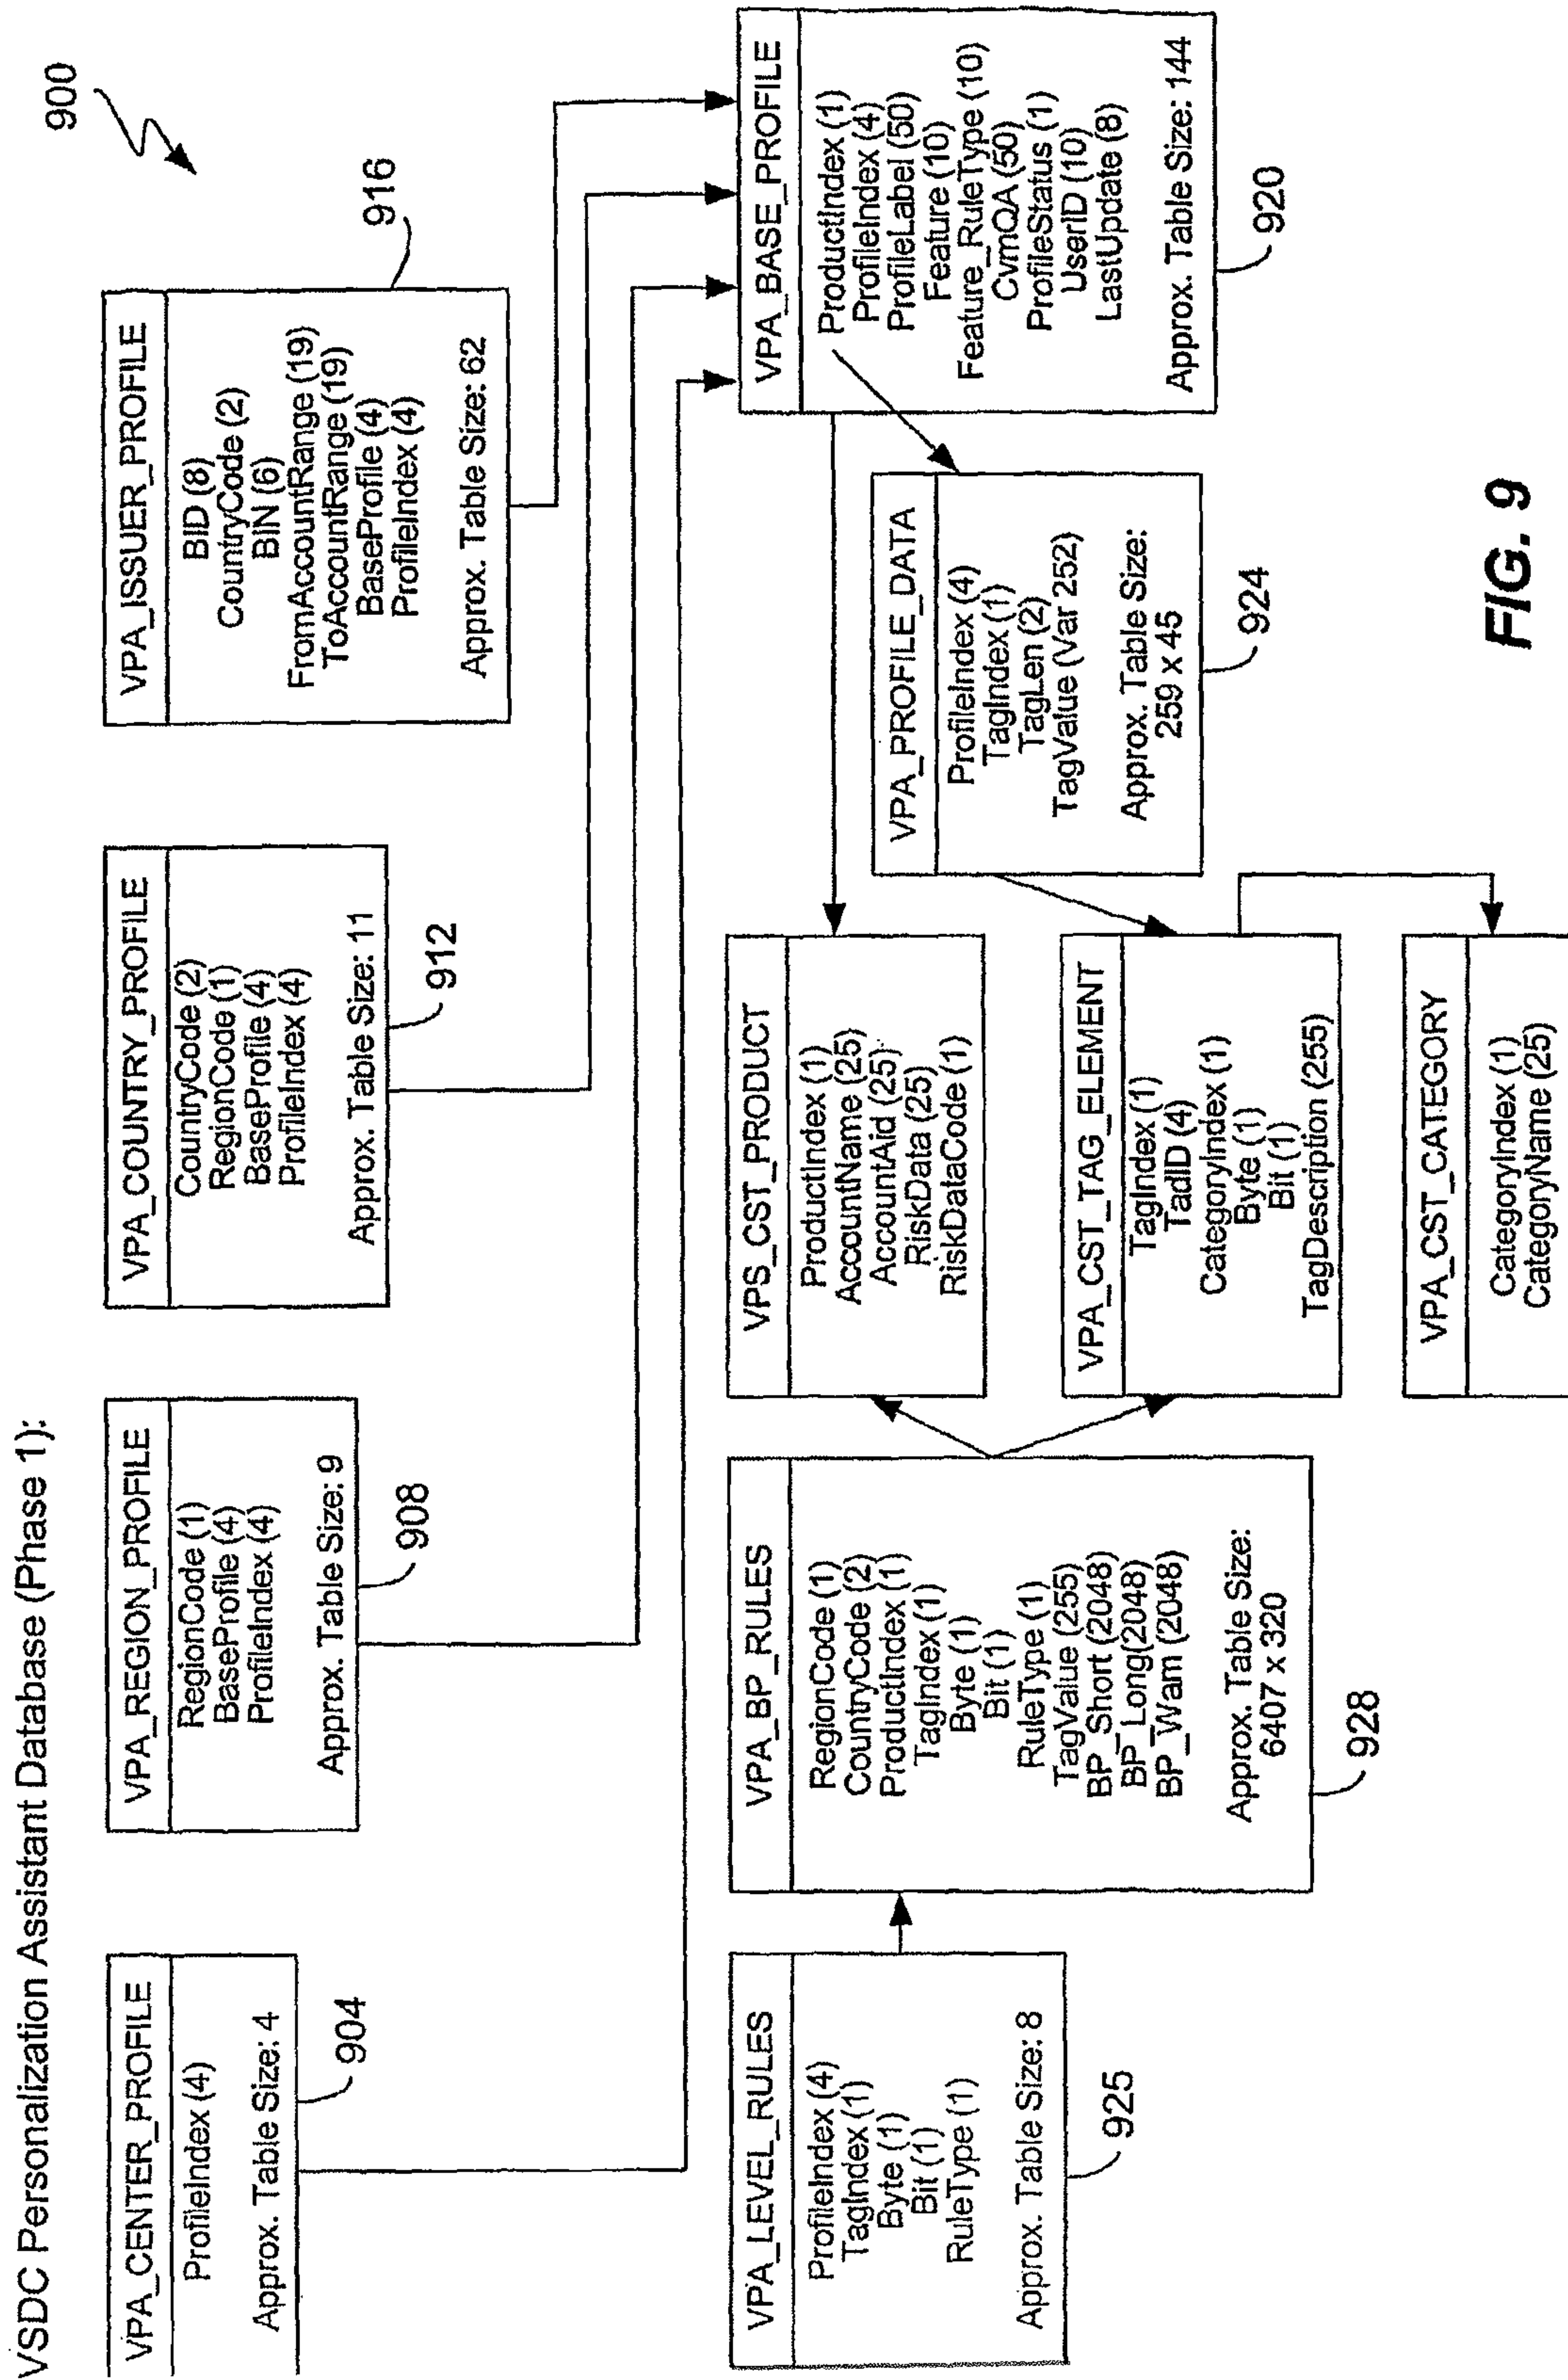 VSDC Personalization Assistant Database (Phase 1):
900
VPA_CENTER_PROFILE
ProfileIndex (4)
Approx. Table Size: 4
904
VPA_REGION_PROFILE
RegionCode (1)
BaseProfile (4)
ProfileIndex (4)
Approx. Table Size: 9
908
VPA_COUNTRY_PROFILE
CountryCode (2)
RegionCode (1)
BaseProfile (4)
ProfileIndex (4)
Approx. Table Size: 11
912
VPA_ISSUER_PROFILE
BID (8)
CountryCode (2)
BIN (6)
FromAccountRange (19)
ToAccountRange (19)
BaseProfile (4)
ProfileIndex (4)
Approx. Table Size: 62
916
VPA_LEVEL_RULES
ProfileIndex (4)
TagIndex (1)
Byte (1)
Bit (1)
RuleType (1)
Approx. Table Size: 8
925
VPA_BP_RULES
RegionCode (1)
CountryCode (2)
ProductIndex (1)
TagIndex (1)
Byte (1)
Bit (1)
RuleType (1)
TagValue (255)
BP_Short (2048)
BP_Long(2048)
BP_Wam (2048)
Approx. Table Size:
6407 x 320
928
VPS_CST_PRODUCT
ProductIndex (1)
AccountName (25)
AccountAid (25)
RiskData (25)
RiskDataCode (1)
VPA_CST_TAG_ELEMENT
TagIndex (1)
TadID (4)
CategoryIndex (1)
Byte (1)
Bit (1)
TagDescription (255)
VPA_CST_CATEGORY
CategoryIndex (1)
CategoryName (25)
VPA_PROFILE_DATA
ProfileIndex (4)
TagIndex (1)
TagLen (2)
TagValue (Var 252)
Approx. Table Size:
259 x 45
924
VPA_BASE_PROFILE
ProductIndex (1)
ProfileIndex (4)
ProfileLabel (50)
Feature (10)
Feature_RuleType (10)
CvmQA (50)
ProfileStatus (1)
UserID (10)
LastUpdate (8)
Approx. Table Size: 144
920
FIG. 9